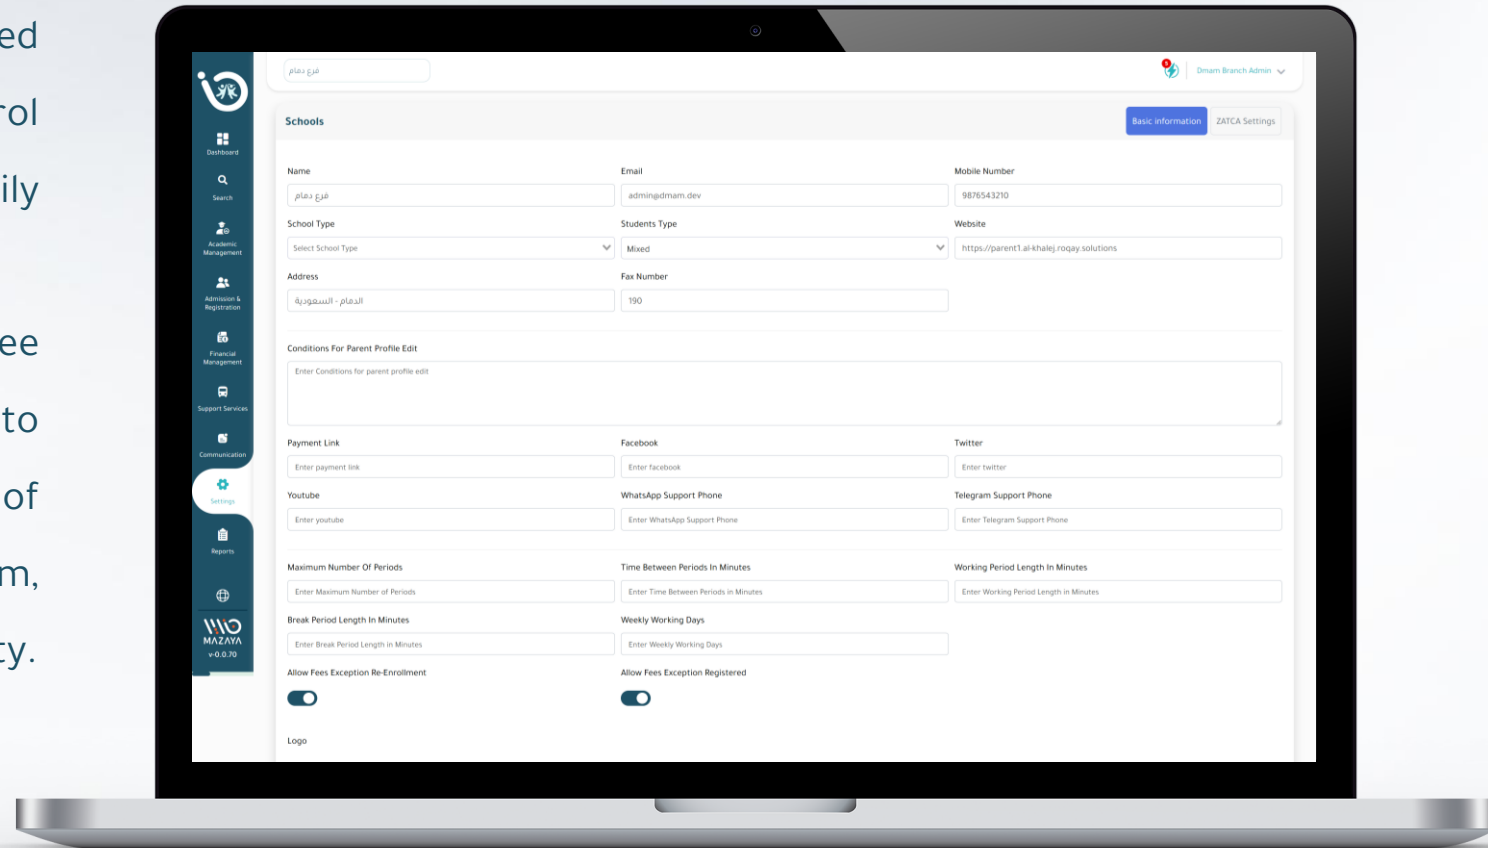 ed
rol
ily
ee
to
of
m,
ty.
فرع دمام
9
Dmam Branch Admin
Dashboard
Search
Academic
Management
Admission &
Registration
Financial
Management
Support Services
Communication
Settings
Reports
MAZAYA
v-0.0.70
Schools
Basic information ZATCA Settings
Name Email Mobile Number
فرع دمام admin@dmam.dev 9876543210
School Type Students Type Website
Select School Type Mixed https://parent1.al-khalej.roqay.solutions
Address Fax Number
الدمام - السعودية 190
Conditions For Parent Profile Edit
Enter Conditions for parent profile edit
Payment Link Facebook Twitter
Enter payment link Enter facebook Enter twitter
Youtube WhatsApp Support Phone Telegram Support Phone
Enter youtube Enter WhatsApp Support Phone Enter Telegram Support Phone
Maximum Number Of Periods Time Between Periods In Minutes Working Period Length In Minutes
Enter Maximum Number of Periods Enter Time Between Periods in Minutes Enter Working Period Length in Minutes
Break Period Length In Minutes Weekly Working Days
Enter Break Period Length in Minutes Enter Weekly Working Days
Allow Fees Exception Re-Enrollment Allow Fees Exception Registered
Logo